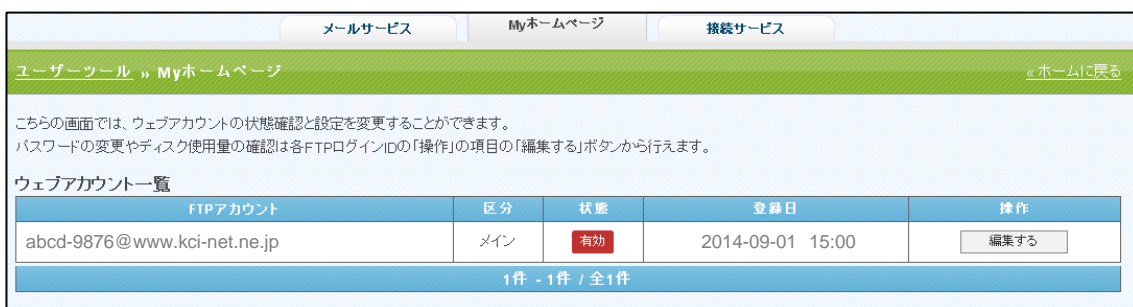 メールサービス Myホームページ 接続サービス
ユーザーツール » Myホームページ «ホームに戻る
こちらの画面では、ウェブアカウントの状態確認と設定を変更することができます。
パスワードの変更やディスク使用量の確認は各FTPログインIDの「操作」の項目の「編集する」ボタンから行えます。
ウェブアカウント一覧
FTPアカウント 区分 状態 登録日 操作
abcd-9876@www.kci-net.ne.jp メイン 有効 2014-09-01 15:00 編集する
1件 - 1件 / 全1件